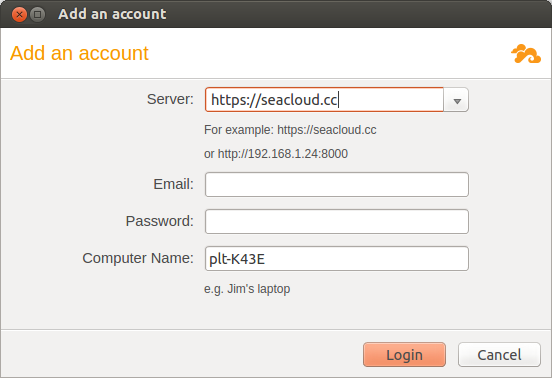 Add an account
Add an account
Server: https://seacloud.cc
For example: https://seacloud.cc
or http://192.168.1.24:8000
Email:
Password:
Computer Name: plt-K43E
e.g. Jim's laptop
Login Cancel